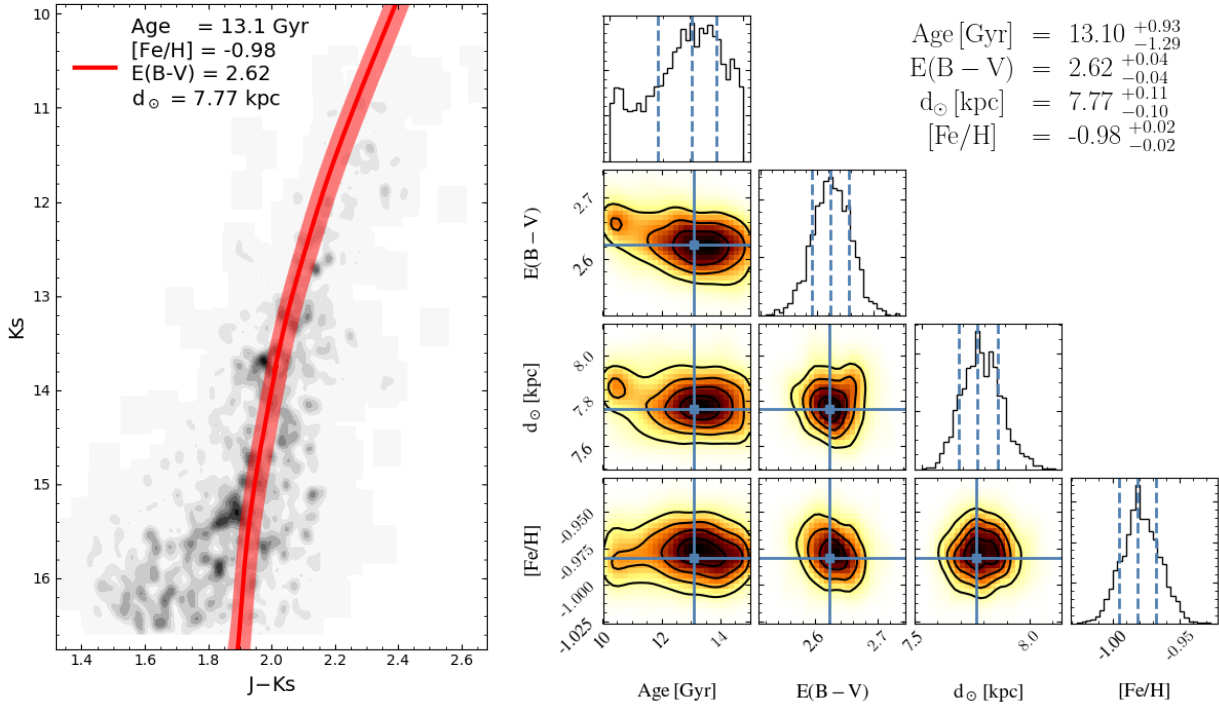 Age = 13.1 Gyr
[Fe/H] = -0.98
E(B-V) = 2.62
d⊙ = 7.77 kpc
10
11
12
13
14
15
16
Ks
1.4 1.6 1.8 2.0 2.2 2.4 2.6
J−Ks
Age [Gyr] = 13.10 +0.93 −1.29
E(B − V) = 2.62 +0.04 −0.04
d⊙ [kpc] = 7.77 +0.11 −0.10
[Fe/H] = -0.98 +0.02 −0.02
E(B − V)
2.7
2.6
d⊙ [kpc]
8.0
7.8
7.6
[Fe/H]
-0.950
-0.975
-1.000
-1.025
10 12 14
2.6 2.7
7.5 8.0
-1.00 -0.95
Age [Gyr] E(B − V) d⊙ [kpc] [Fe/H]